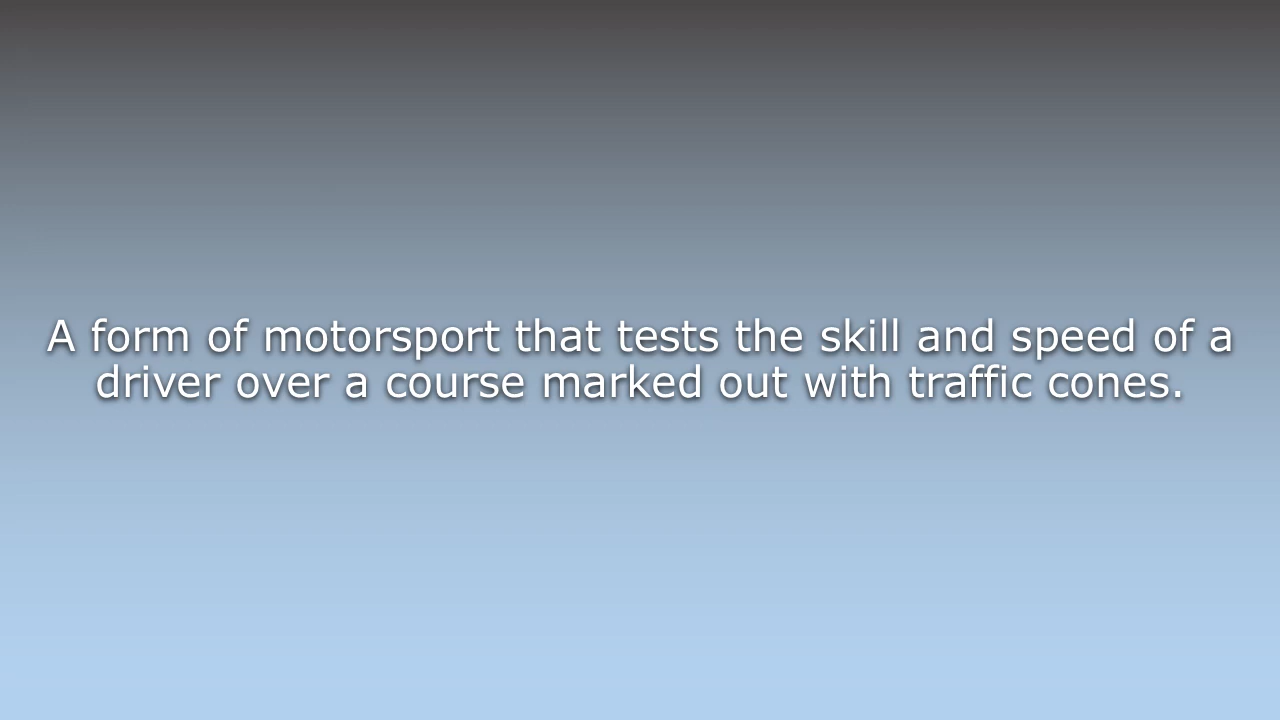 A form of motorsport that tests the skill and speed of a
driver over a course marked out with traffic cones.